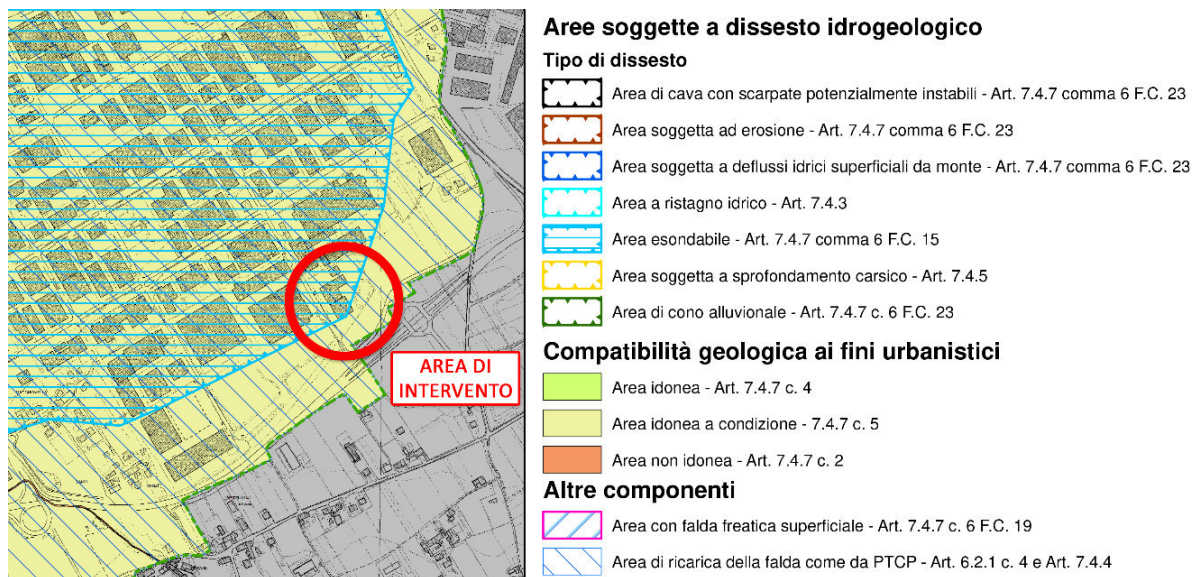 AREA DI
INTERVENTO
Aree soggette a dissesto idrogeologico
Tipo di dissesto
Area di cava con scarpate potenzialmente instabili - Art. 7.4.7 comma 6 F.C. 23
Area soggetta ad erosione - Art. 7.4.7 comma 6 F.C. 23
Area soggetta a deflussi idrici superficiali da monte - Art. 7.4.7 comma 6 F.C. 23
Area a ristagno idrico - Art. 7.4.3
Area esondabile - Art. 7.4.7 comma 6 F.C. 15
Area soggetta a sprofondamento carsico - Art. 7.4.5
Area di cono alluvionale - Art. 7.4.7 c. 6 F.C. 23
Compatibilità geologica ai fini urbanistici
Area idonea - Art. 7.4.7 c. 4
Area idonea a condizione - 7.4.7 c. 5
Area non idonea - Art. 7.4.7 c. 2
Altre componenti
Area con falda freatica superficiale - Art. 7.4.7 c. 6 F.C. 19
Area di ricarica della falda come da PTCP - Art. 6.2.1 c. 4 e Art. 7.4.4